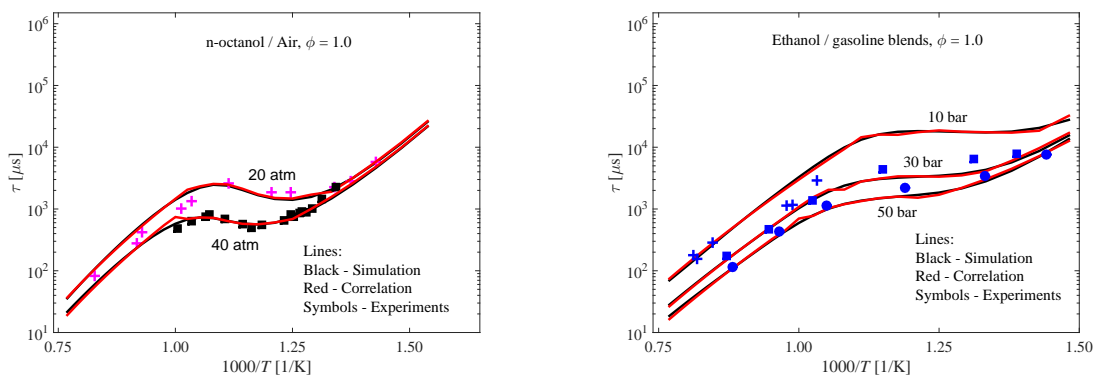 n-octanol / Air, ϕ = 1.0
10⁶
10⁵
10⁴
10³
10²
10¹
τ [μs]
20 atm
40 atm
Lines:
Black - Simulation
Red - Correlation
Symbols - Experiments
0.75 1.00 1.25 1.50
1000/T [1/K]
Ethanol / gasoline blends, ϕ = 1.0
10⁶
10⁵
10⁴
10³
10²
10¹
τ [μs]
10 bar
30 bar
50 bar
Lines:
Black - Simulation
Red - Correlation
Symbols - Experiments
0.75 1.00 1.25 1.50
1000/T [1/K]